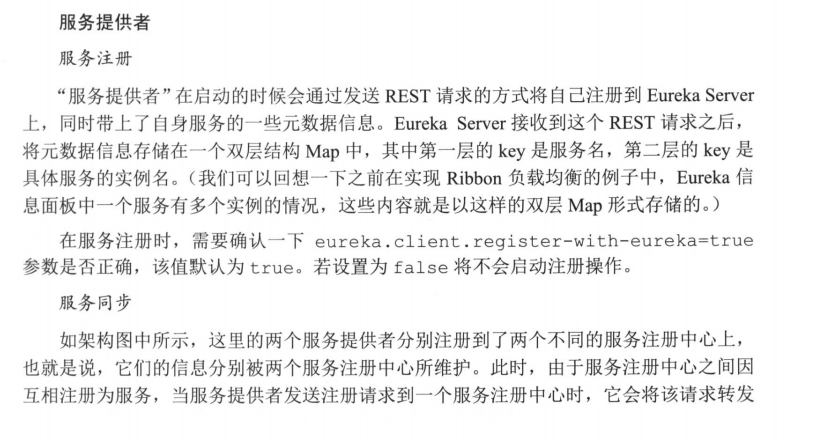 服务提供者
服务注册
“服务提供者”在启动的时候会通过发送 REST 请求的方式将自己注册到 Eureka Server
上，同时带上了自身服务的一些元数据信息。Eureka Server 接收到这个 REST 请求之后，
将元数据信息存储在一个双层结构 Map 中，其中第一层的 key 是服务名，第二层的 key 是
具体服务的实例名。（我们可以回想一下之前在实现 Ribbon 负载均衡的例子中，Eureka 信
息面板中一个服务有多个实例的情况，这些内容就是以这样的双层 Map 形式存储的。）
在服务注册时，需要确认一下 eureka.client.register-with-eureka=true
参数是否正确，该值默认为 true。若设置为 false 将不会启动注册操作。
服务同步
如架构图中所示，这里的两个服务提供者分别注册到了两个不同的服务注册中心上，
也就是说，它们的信息分别被两个服务注册中心所维护。此时，由于服务注册中心之间因
互相注册为服务，当服务提供者发送注册请求到一个服务注册中心时，它会将该请求转发